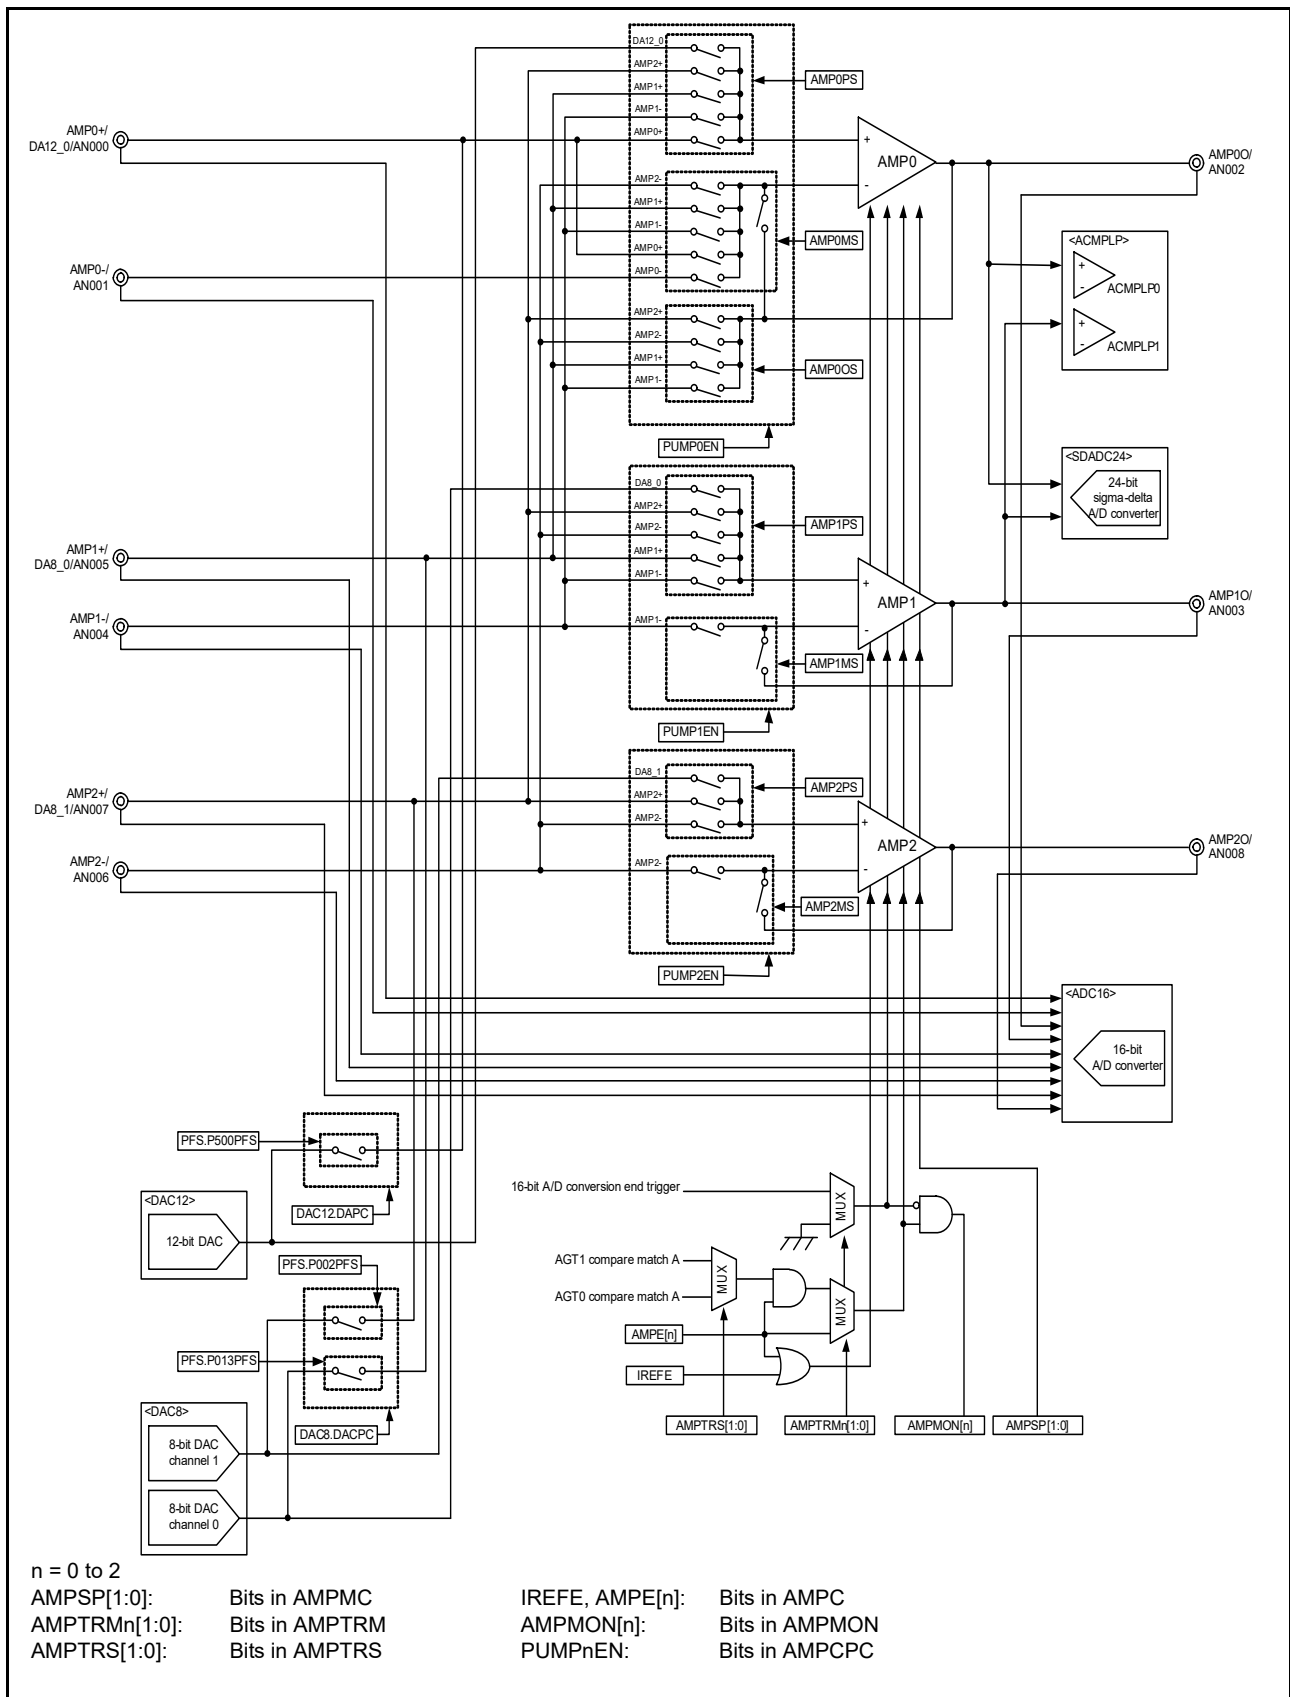 DA12_0
AMP2+
AMP1+
AMP1-
AMP0+
AMP0PS
AMP0+/
DA12_0/AN000
AMP2-
AMP1+
AMP1-
AMP0+
AMP0-
AMP0MS
AMP0-/
AN001
AMP2+
AMP2-
AMP1+
AMP1-
AMP0OS
PUMP0EN
+
-
AMP0
AMP0O/
AN002
<ACMPLP>
+
-
ACMPLP0
+
-
ACMPLP1
<SDADC24>
24-bit
sigma-delta
A/D converter
DA8_0
AMP2+
AMP2-
AMP1+
AMP1-
AMP1PS
AMP1+/
DA8_0/AN005
AMP1-/
AN004
AMP1-
AMP1MS
PUMP1EN
+
-
AMP1
AMP1O/
AN003
DA8_1
AMP2+
AMP2-
AMP2PS
AMP2+/
DA8_1/AN007
AMP2-/
AN006
AMP2-
AMP2MS
PUMP2EN
+
-
AMP2
AMP2O/
AN008
<ADC16>
16-bit
A/D converter
PFS.P500PFS
DAC12.DAPC
<DAC12>
12-bit DAC
PFS.P002PFS
PFS.P013PFS
DAC8.DACPC
<DAC8>
8-bit DAC
channel 1
8-bit DAC
channel 0
16-bit A/D conversion end trigger
MUX
AGT1 compare match A
AGT0 compare match A
MUX
MUX
AMPE[n]
IREFE
AMPTRS[1:0]
AMPTRMn[1:0]
AMPMON[n]
AMPSP[1:0]
n = 0 to 2
AMPSP[1:0]: Bits in AMPMC
IREFE, AMPE[n]: Bits in AMPC
AMPTRMn[1:0]: Bits in AMPTRM
AMPMON[n]: Bits in AMPMON
AMPTRS[1:0]: Bits in AMPTRS
PUMPnEN: Bits in AMPCPC